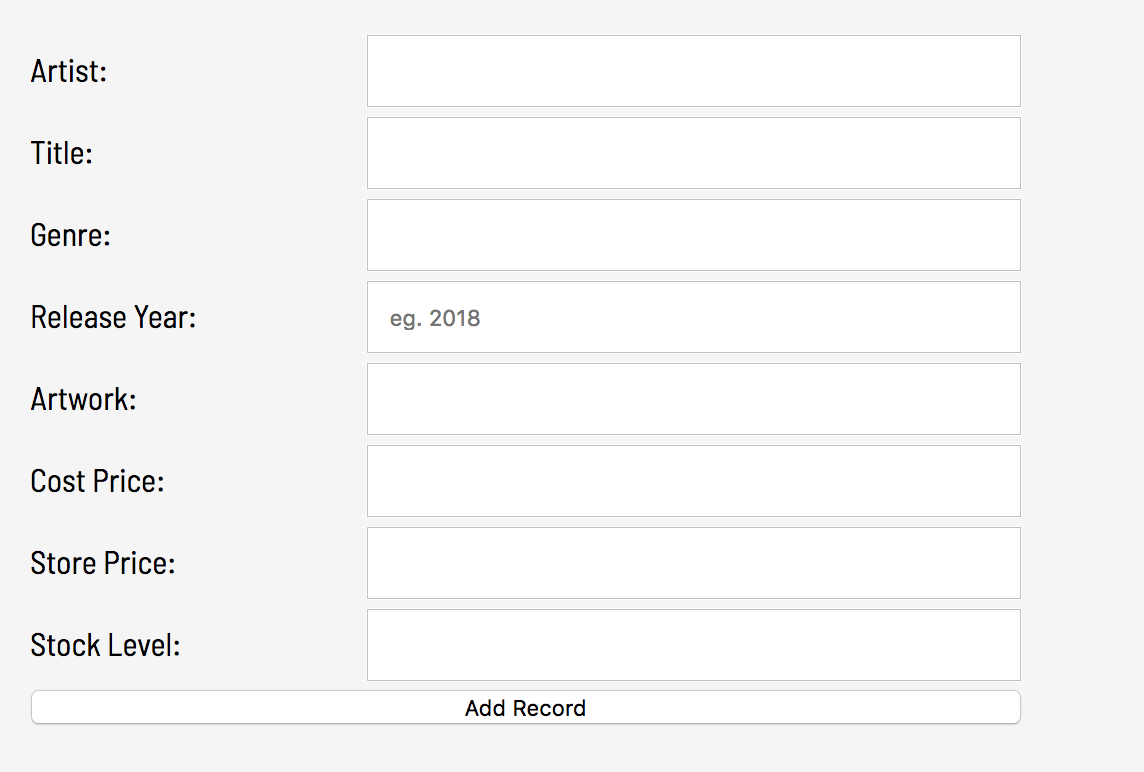 Artist:
Title:
Genre:
Release Year:
eg. 2018
Artwork:
Cost Price:
Store Price:
Stock Level:
Add Record